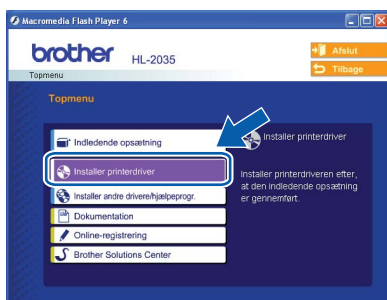 Macromedia Flash Player 6
brother HL-2035
Afslut
Tilbage
Topmenu
Topmenu
Indledende opsætning
Installer printerdriver
Installer andre drivere/hjælpeprogr.
Dokumentation
Online-registrering
Brother Solutions Center
Installer printerdriver
Installer printerdriveren efter,
at den indledende opsætning
er gennemført.